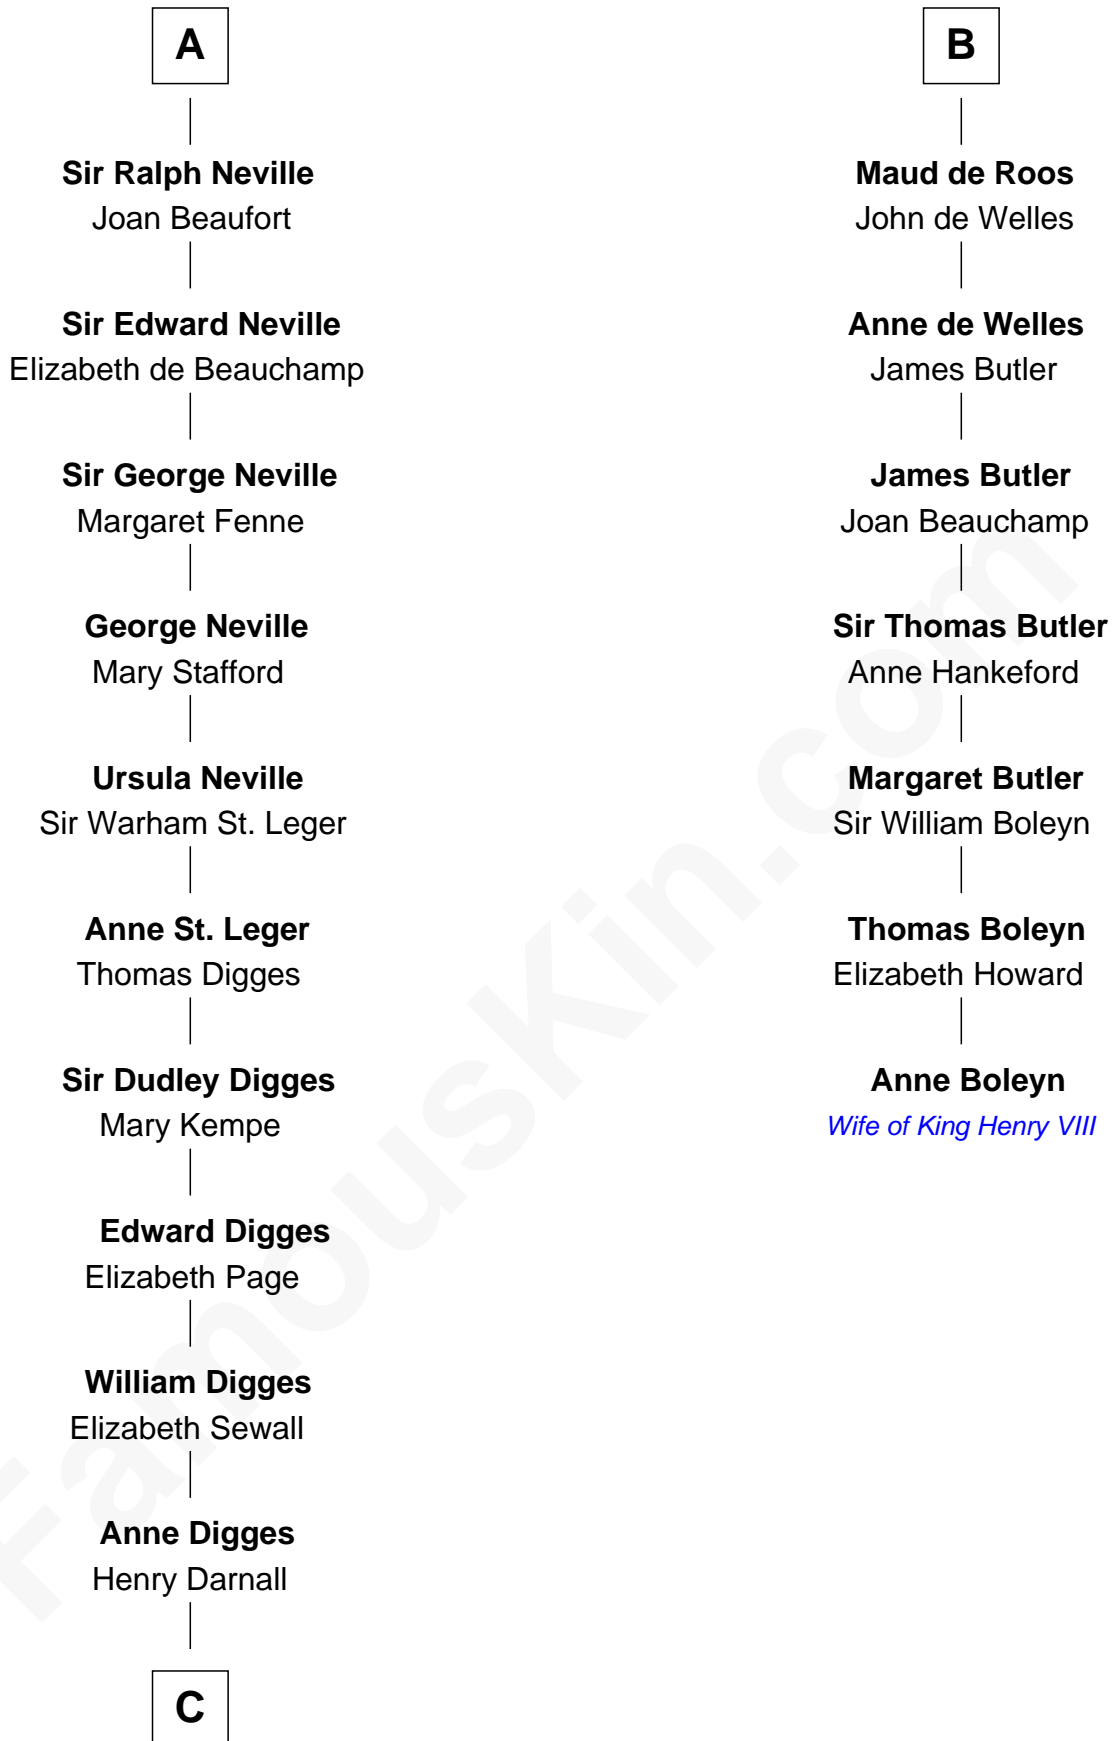 A
Sir Ralph Neville
Joan Beaufort
Sir Edward Neville
Elizabeth de Beauchamp
Sir George Neville
Margaret Fenne
George Neville
Mary Stafford
Ursula Neville
Sir Warham St. Leger
Anne St. Leger
Thomas Digges
Sir Dudley Digges
Mary Kempe
Edward Digges
Elizabeth Page
William Digges
Elizabeth Sewall
Anne Digges
Henry Darnall
C
B
Maud de Roos
John de Welles
Anne de Welles
James Butler
James Butler
Joan Beauchamp
Sir Thomas Butler
Anne Hankeford
Margaret Butler
Sir William Boleyn
Thomas Boleyn
Elizabeth Howard
Anne Boleyn
Wife of King Henry VIII
FamousKin.com